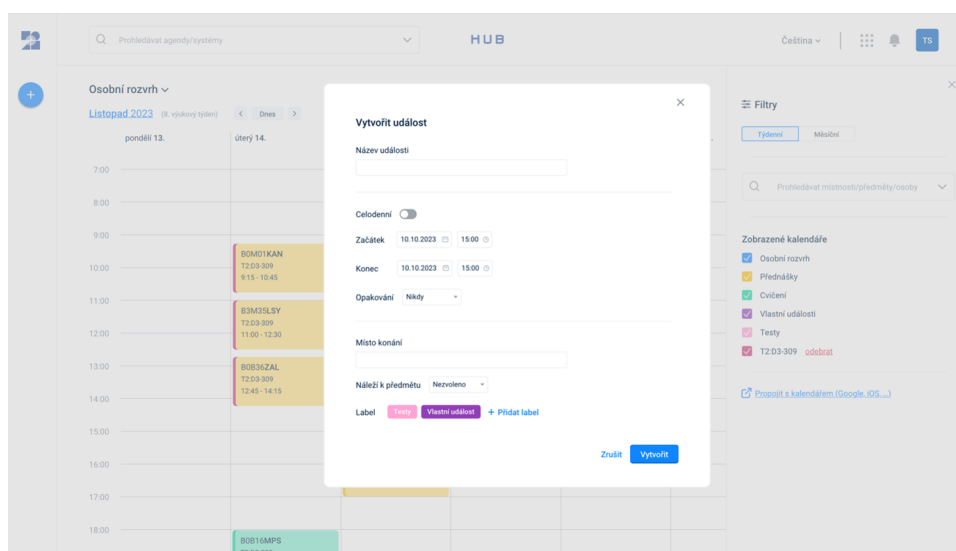 Prohledávat agendy/systémy
HUB
Čeština
TS
+
Osobní rozvrh
Listopad 2023 (8. výukový týden) < Dnes >
pondělí 13. úterý 14.
7:00
8:00
9:00
10:00
11:00
12:00
13:00
14:00
15:00
16:00
17:00
18:00
B0M01KAN
T2:D3-309
9:15 - 10:45
B3M35LSY
T2:D3-309
11:00 - 12:30
B0B36ZAL
T2:D3-309
12:45 - 14:15
B0B16MPS
Vytvořit událost
Název události
Celodenní
Začátek 10.10.2023 15:00
Konec 10.10.2023 15:00
Opakování Nikdy
Místo konání
Náleží k předmětu Nezvoleno
Label Testy Vlastní událost + Přidat label
Zrušit Vytvořit
Filtry
Týdenní Měsíční
Prohledávat místnosti/předměty/osoby
Zobrazené kalendáře
Osobní rozvrh
Přednášky
Cvičení
Vlastní události
Testy
T2:D3-309 odebrat
Propojit s kalendářem (Google, iOS, ...)